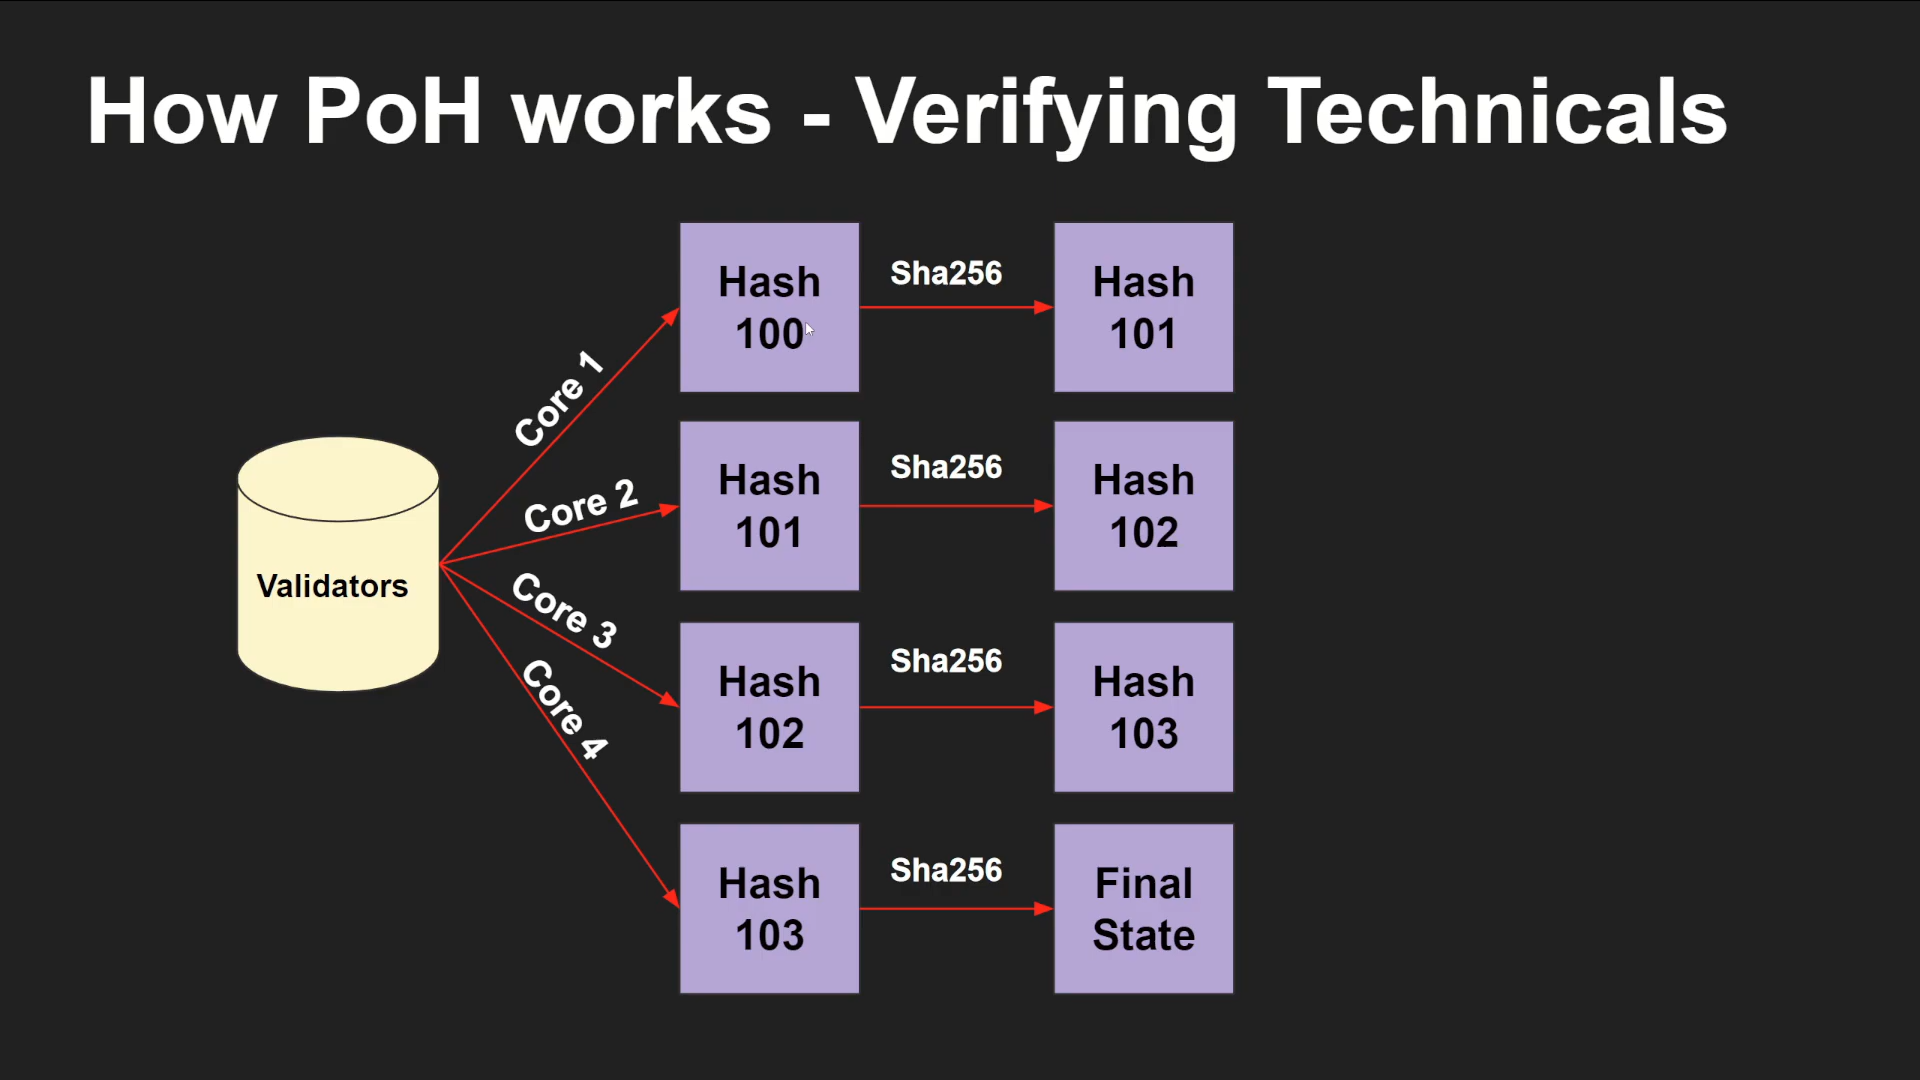 How PoH works - Verifying Technicals
Hash
100
Sha256
Hash
101
Core 1
Core 2
Hash
101
Sha256
Hash
102
Validators
Core 3
Hash
102
Sha256
Hash
103
Core 4
Hash
103
Sha256
Final
State